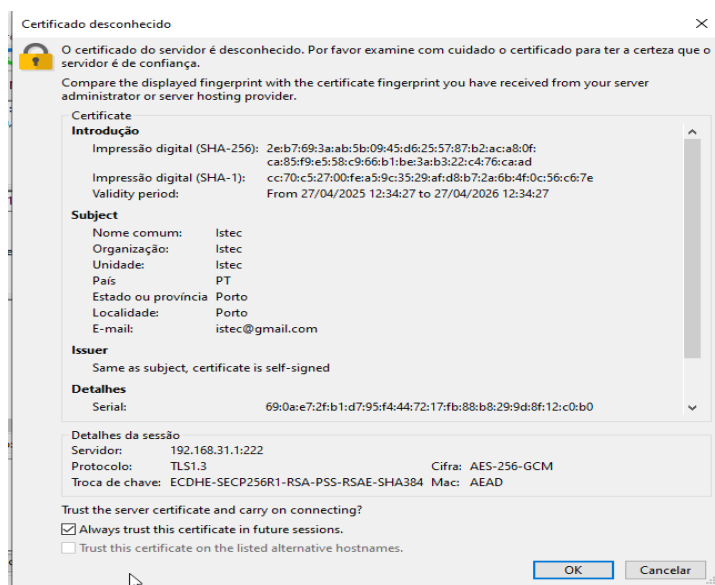 Certificado desconhecido
O certificado do servidor é desconhecido. Por favor examine com cuidado o certificado para ter a certeza que o
servidor é de confiança.
Compare the displayed fingerprint with the certificate fingerprint you have received from your server
administrator or server hosting provider.
Certificate
Introdução
Impressão digital (SHA-256): 2e:b7:69:3a:ab:5b:09:45:d6:25:57:87:b2:ac:a8:0f:
ca:85:f9:e5:58:c9:66:b1:be:3a:b3:22:c4:76:ca:ad
Impressão digital (SHA-1): cc:70:c5:27:00:fe:a5:9c:35:29:af:d8:b7:2a:6b:4f:0c:56:c6:7e
Validity period: From 27/04/2025 12:34:27 to 27/04/2026 12:34:27
Subject
Nome comum: Istec
Organização: Istec
Unidade: Istec
País PT
Estado ou província Porto
Localidade: Porto
E-mail: istec@gmail.com
Issuer
Same as subject, certificate is self-signed
Detalhes
Serial: 69:0a:e7:2f:b1:d7:95:f4:44:72:17:fb:88:b8:29:9d:8f:12:c0:b0
Detalhes da sessão
Servidor: 192.168.31.1:222
Protocolo: TLS1.3 Cifra: AES-256-GCM
Troca de chave: ECDHE-SECP256R1-RSA-PSS-RSAE-SHA384 Mac: AEAD
Trust the server certificate and carry on connecting?
Always trust this certificate in future sessions.
Trust this certificate on the listed alternative hostnames.
OK Cancelar